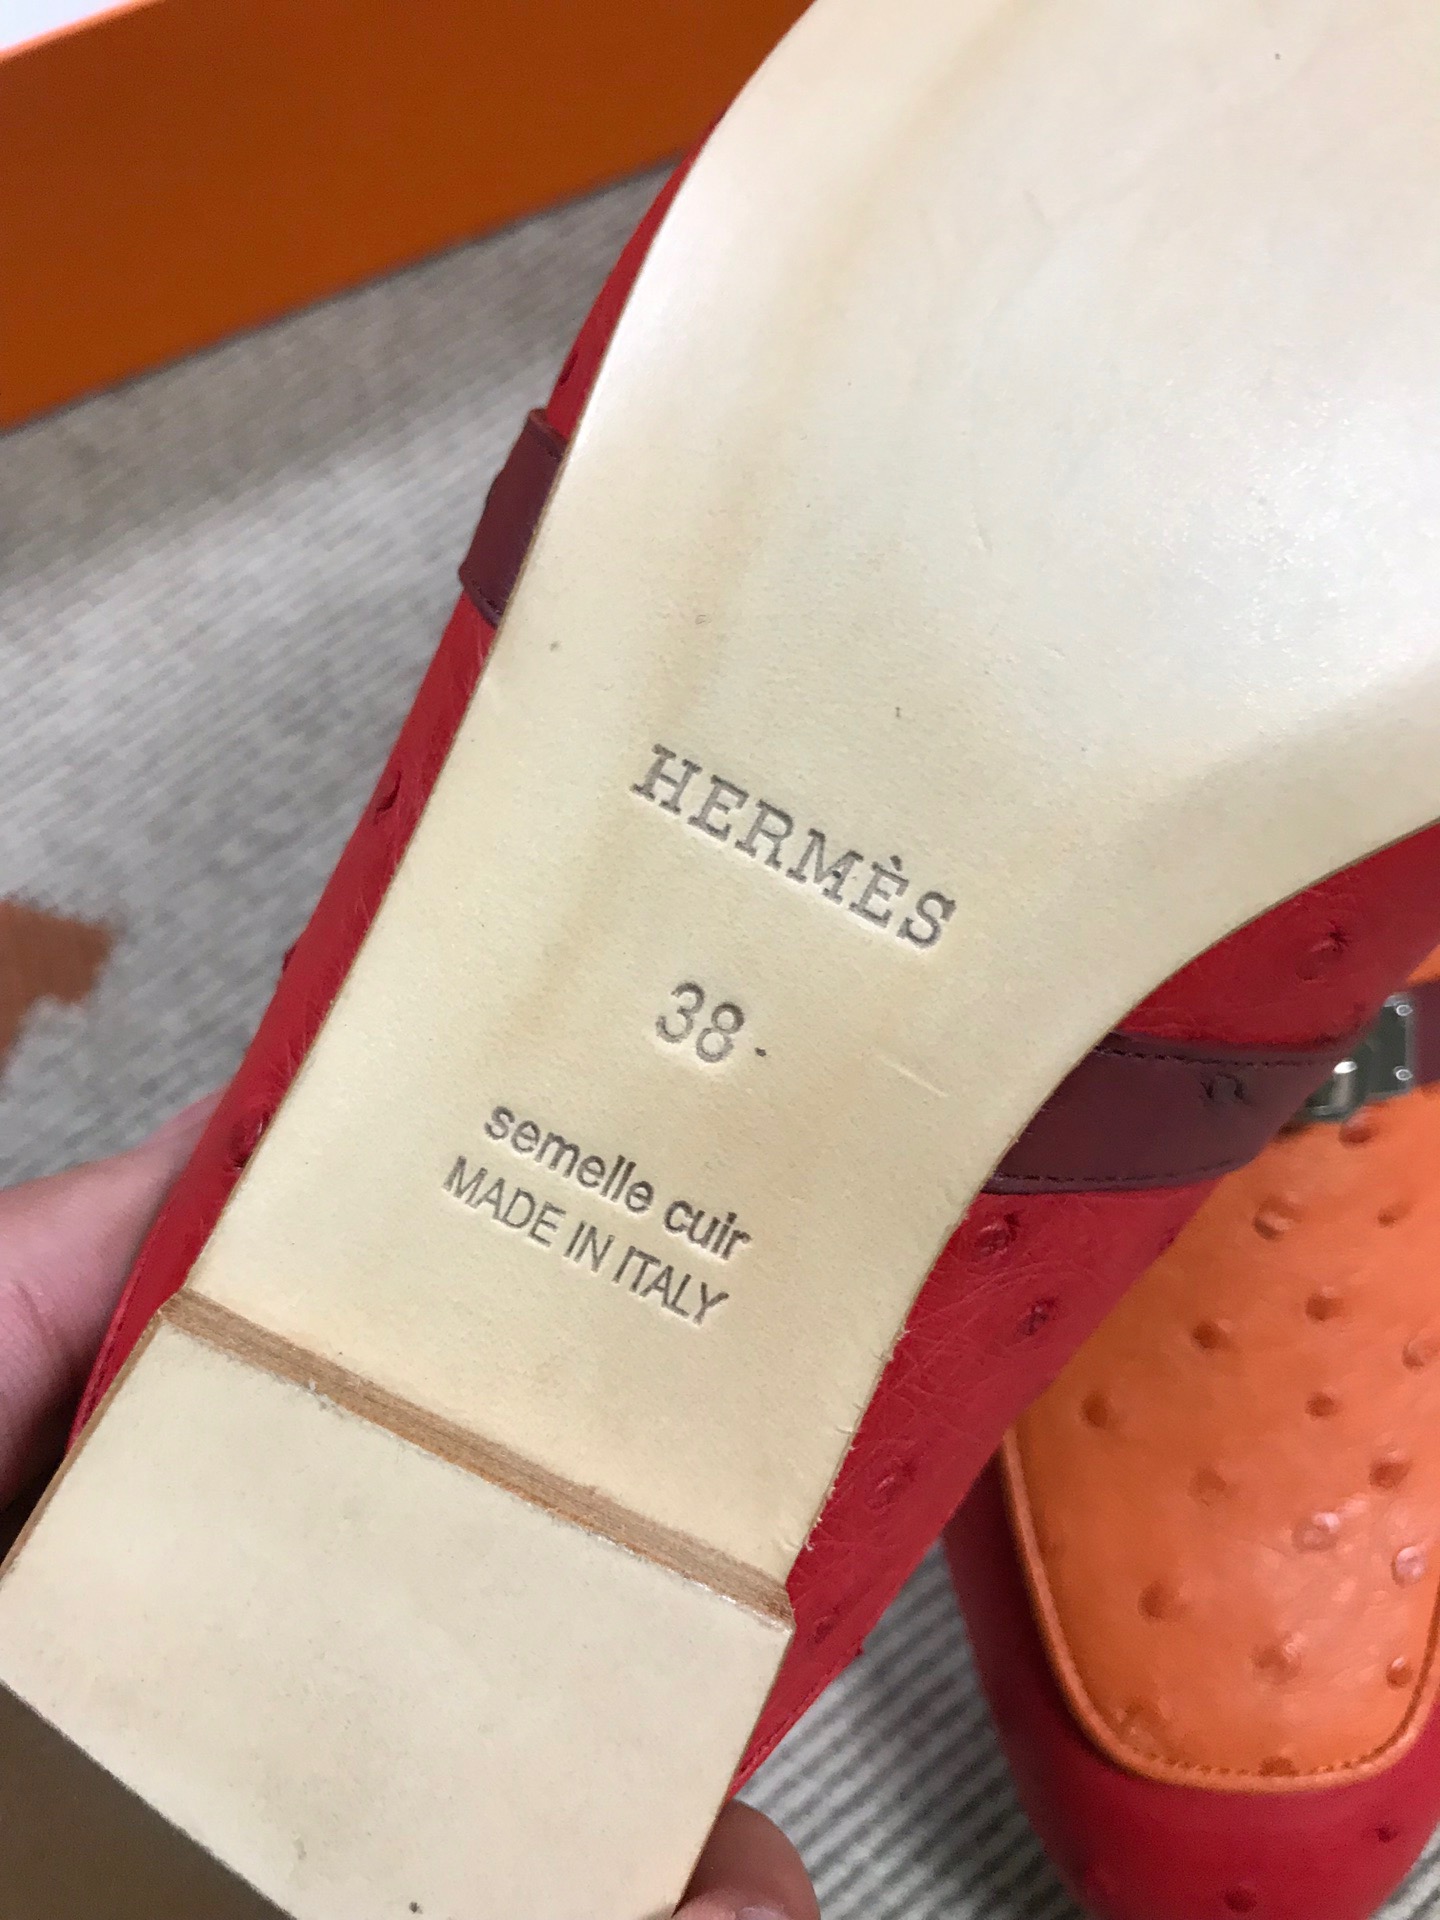 HERMÈS
38
semelle cuir
MADE IN ITALY